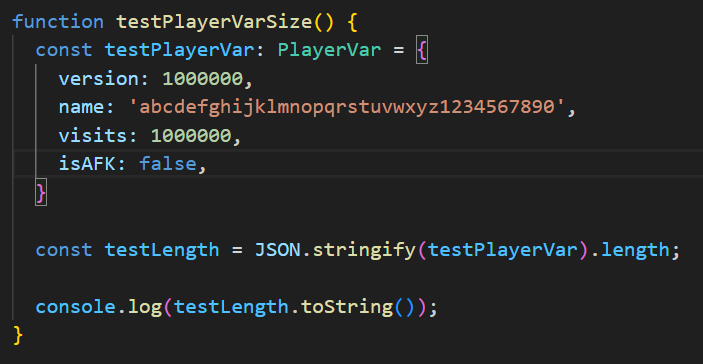 function testPlayerVarSize() {
const testPlayerVar: PlayerVar = {
version: 1000000,
name: 'abcdefghijklmnopqrstuvwxyz1234567890',
visits: 1000000,
isAFK: false,
}
const testLength = JSON.stringify(testPlayerVar).length;
console.log(testLength.toString());
}